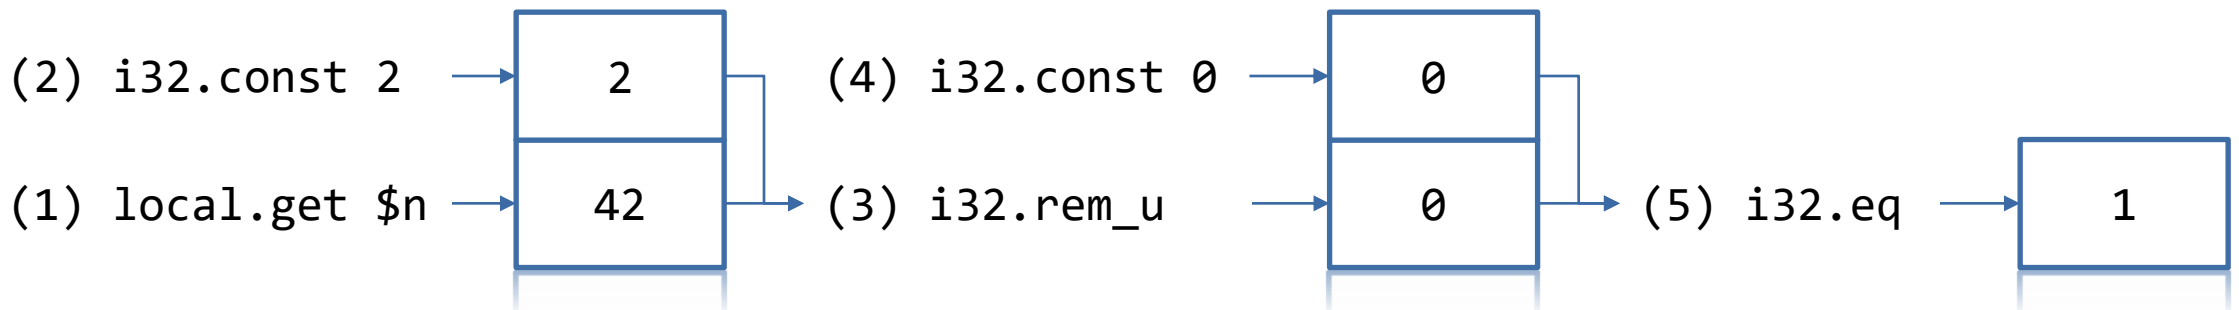 (2) i32.const 2 2 (4) i32.const 0 0
(1) local.get $n 42 (3) i32.rem_u 0 (5) i32.eq 1